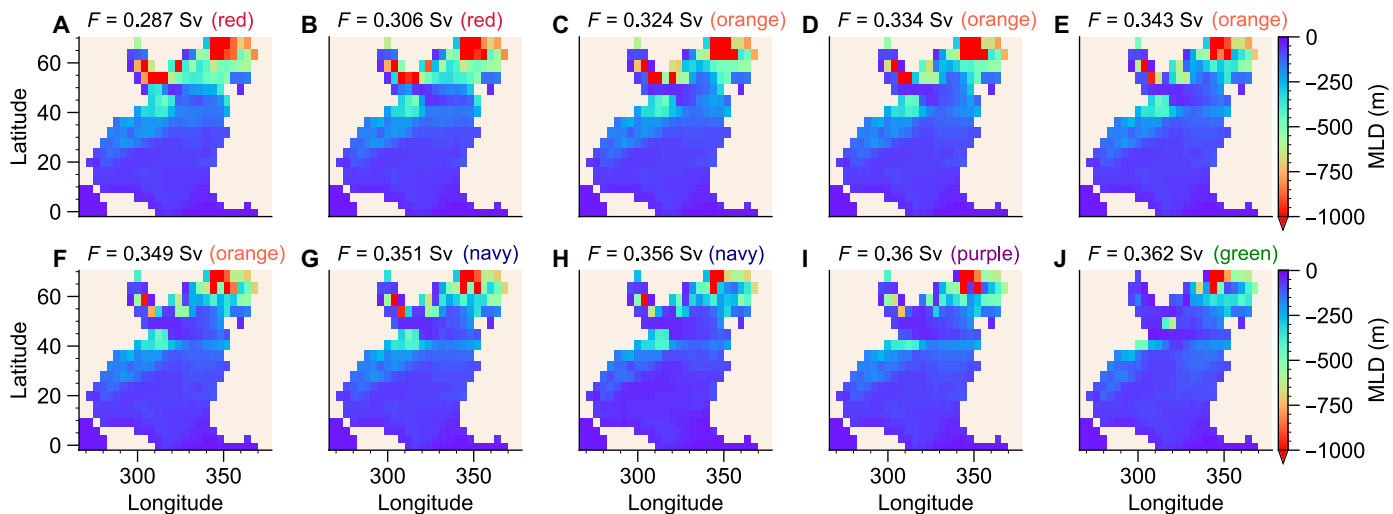 A F = 0.287 Sv (red)
B F = 0.306 Sv (red)
C F = 0.324 Sv (orange)
D F = 0.334 Sv (orange)
E F = 0.343 Sv (orange)
Latitude
60
40
20
0
0
−250
−500
−750
−1000
MLD (m)
F F = 0.349 Sv (orange)
G F = 0.351 Sv (navy)
H F = 0.356 Sv (navy)
I F = 0.36 Sv (purple)
J F = 0.362 Sv (green)
Latitude
60
40
20
0
0
−250
−500
−750
−1000
MLD (m)
300 350
300 350
300 350
300 350
300 350
Longitude
Longitude
Longitude
Longitude
Longitude